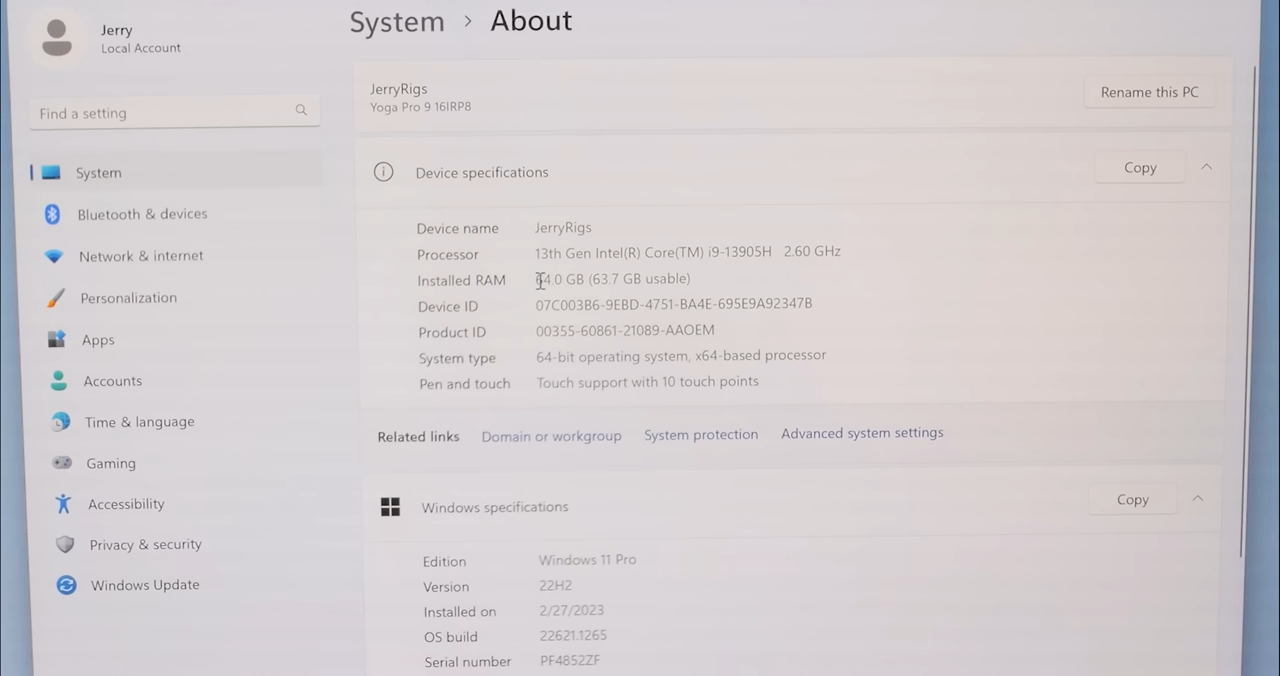 Jerry
Local Account
Find a setting
System
Bluetooth & devices
Network & internet
Personalization
Apps
Accounts
Time & language
Gaming
Accessibility
Privacy & security
Windows Update
System > About
JerryRigs
Yoga Pro 9 16IRP8
Rename this PC
Device specifications
Copy
Device name JerryRigs
Processor 13th Gen Intel(R) Core(TM) i9-13905H 2.60 GHz
Installed RAM 64.0 GB (63.7 GB usable)
Device ID 07C003B6-9EBD-4751-BA4E-695E9A92347B
Product ID 00355-60861-21089-AAOEM
System type 64-bit operating system, x64-based processor
Pen and touch Touch support with 10 touch points
Related links Domain or workgroup System protection Advanced system settings
Windows specifications
Copy
Edition Windows 11 Pro
Version 22H2
Installed on 2/27/2023
OS build 22621.1265
Serial number PF4852ZF